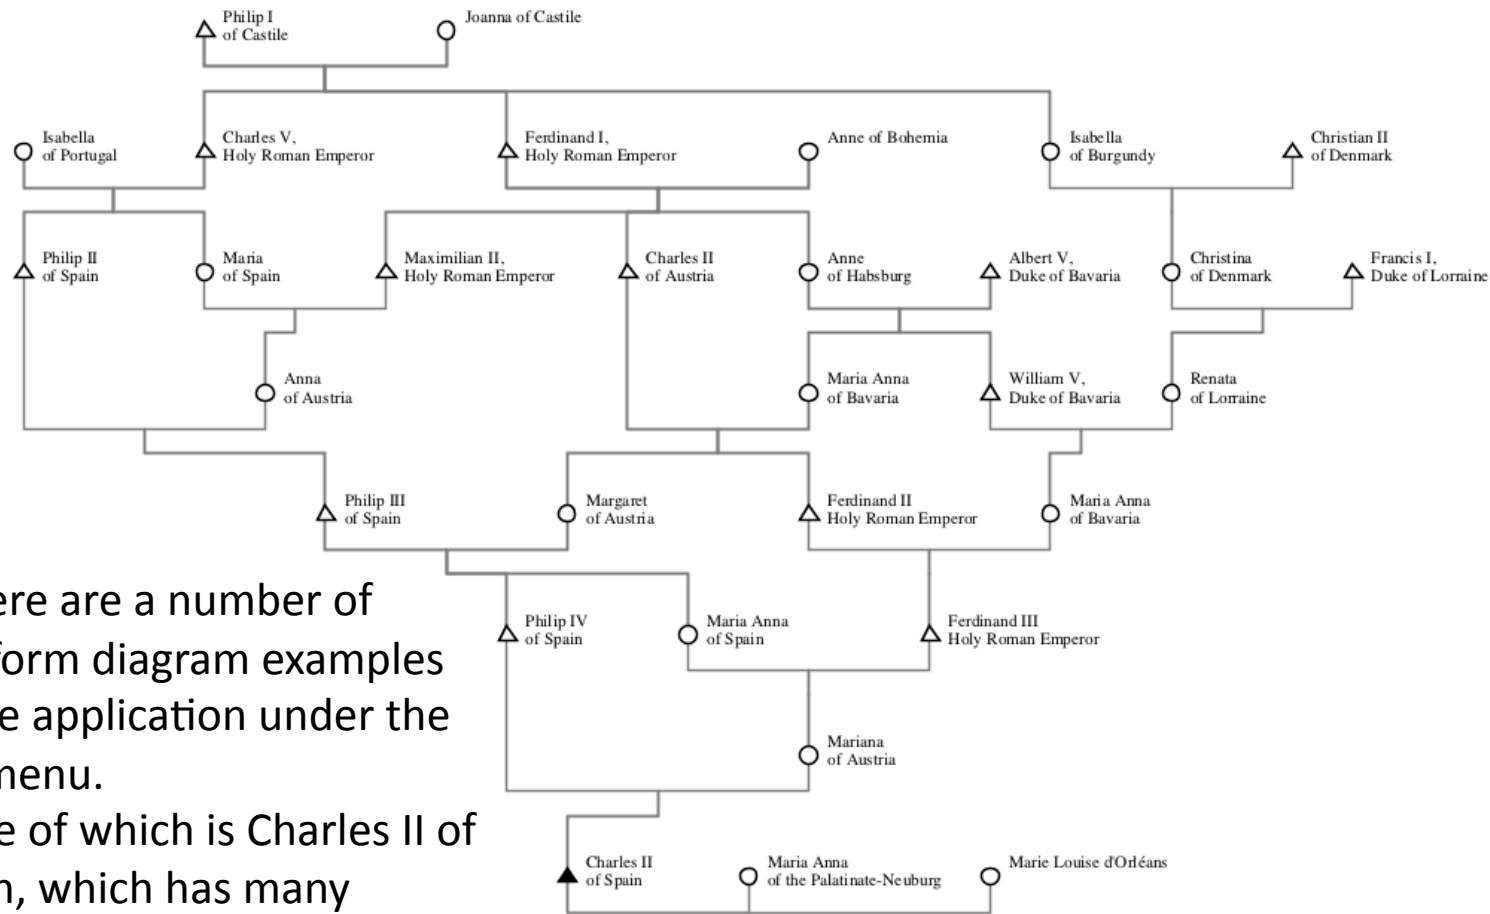 Philip I
of Castile
Joanna of Castile
Isabella
of Portugal
Charles V,
Holy Roman Emperor
Ferdinand I,
Holy Roman Emperor
Anne of Bohemia
Isabella
of Burgundy
Christian II
of Denmark
Philip II
of Spain
Maria
of Spain
Maximilian II,
Holy Roman Emperor
Charles II
of Austria
Anne
of Habsburg
Albert V,
Duke of Bavaria
Christina
of Denmark
Francis I,
Duke of Lorraine
Anna
of Austria
Maria Anna
of Bavaria
William V,
Duke of Bavaria
Renata
of Lorraine
Philip III
of Spain
Margaret
of Austria
Ferdinand II
Holy Roman Emperor
Maria Anna
of Bavaria
Philip IV
of Spain
Maria Anna
of Spain
Ferdinand III
Holy Roman Emperor
Mariana
of Austria
Charles II
of Spain
Maria Anna
of the Palatinate-Neuburg
Marie Louise d'Orléans
ere are a number of
form diagram examples
e application under the
menu.
e of which is Charles II of
n, which has many